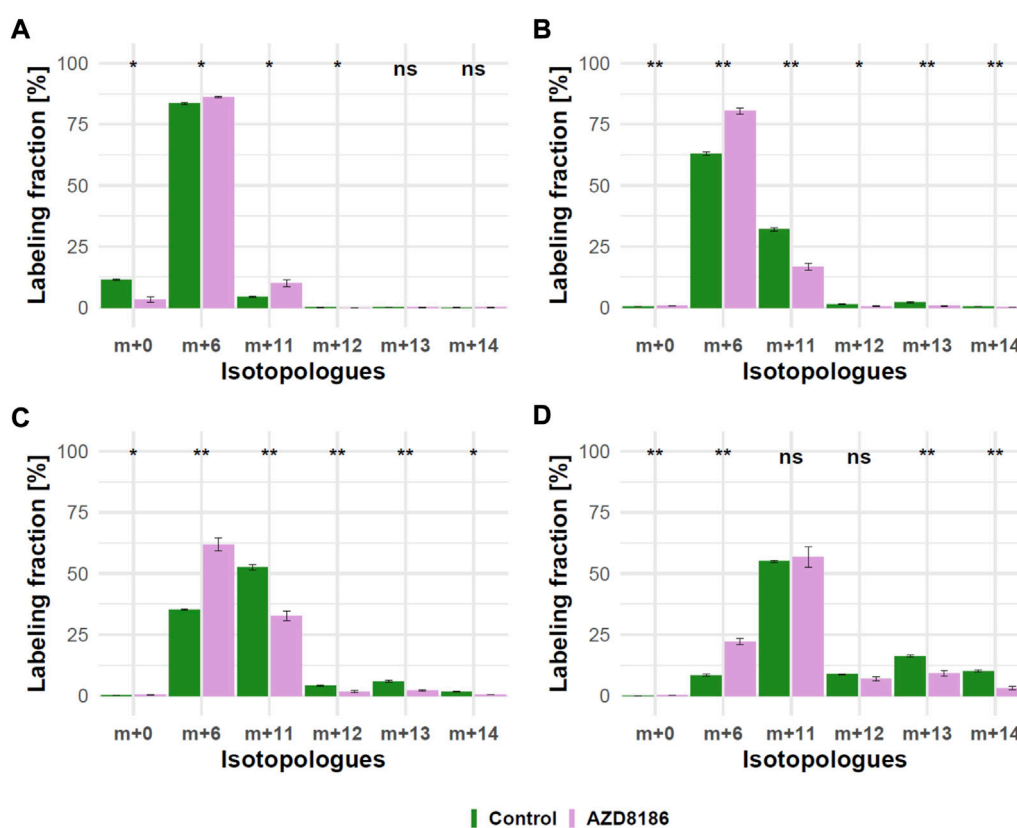 A
Labeling fraction [%]
100
75
50
25
0
* * * * ns ns
m+0 m+6 m+11 m+12 m+13 m+14
Isotopologues
B
Labeling fraction [%]
100
75
50
25
0
** ** ** * ** **
m+0 m+6 m+11 m+12 m+13 m+14
Isotopologues
C
Labeling fraction [%]
100
75
50
25
0
* ** ** ** ** *
m+0 m+6 m+11 m+12 m+13 m+14
Isotopologues
D
Labeling fraction [%]
100
75
50
25
0
** ** ns ns ** **
m+0 m+6 m+11 m+12 m+13 m+14
Isotopologues
Control AZD8186